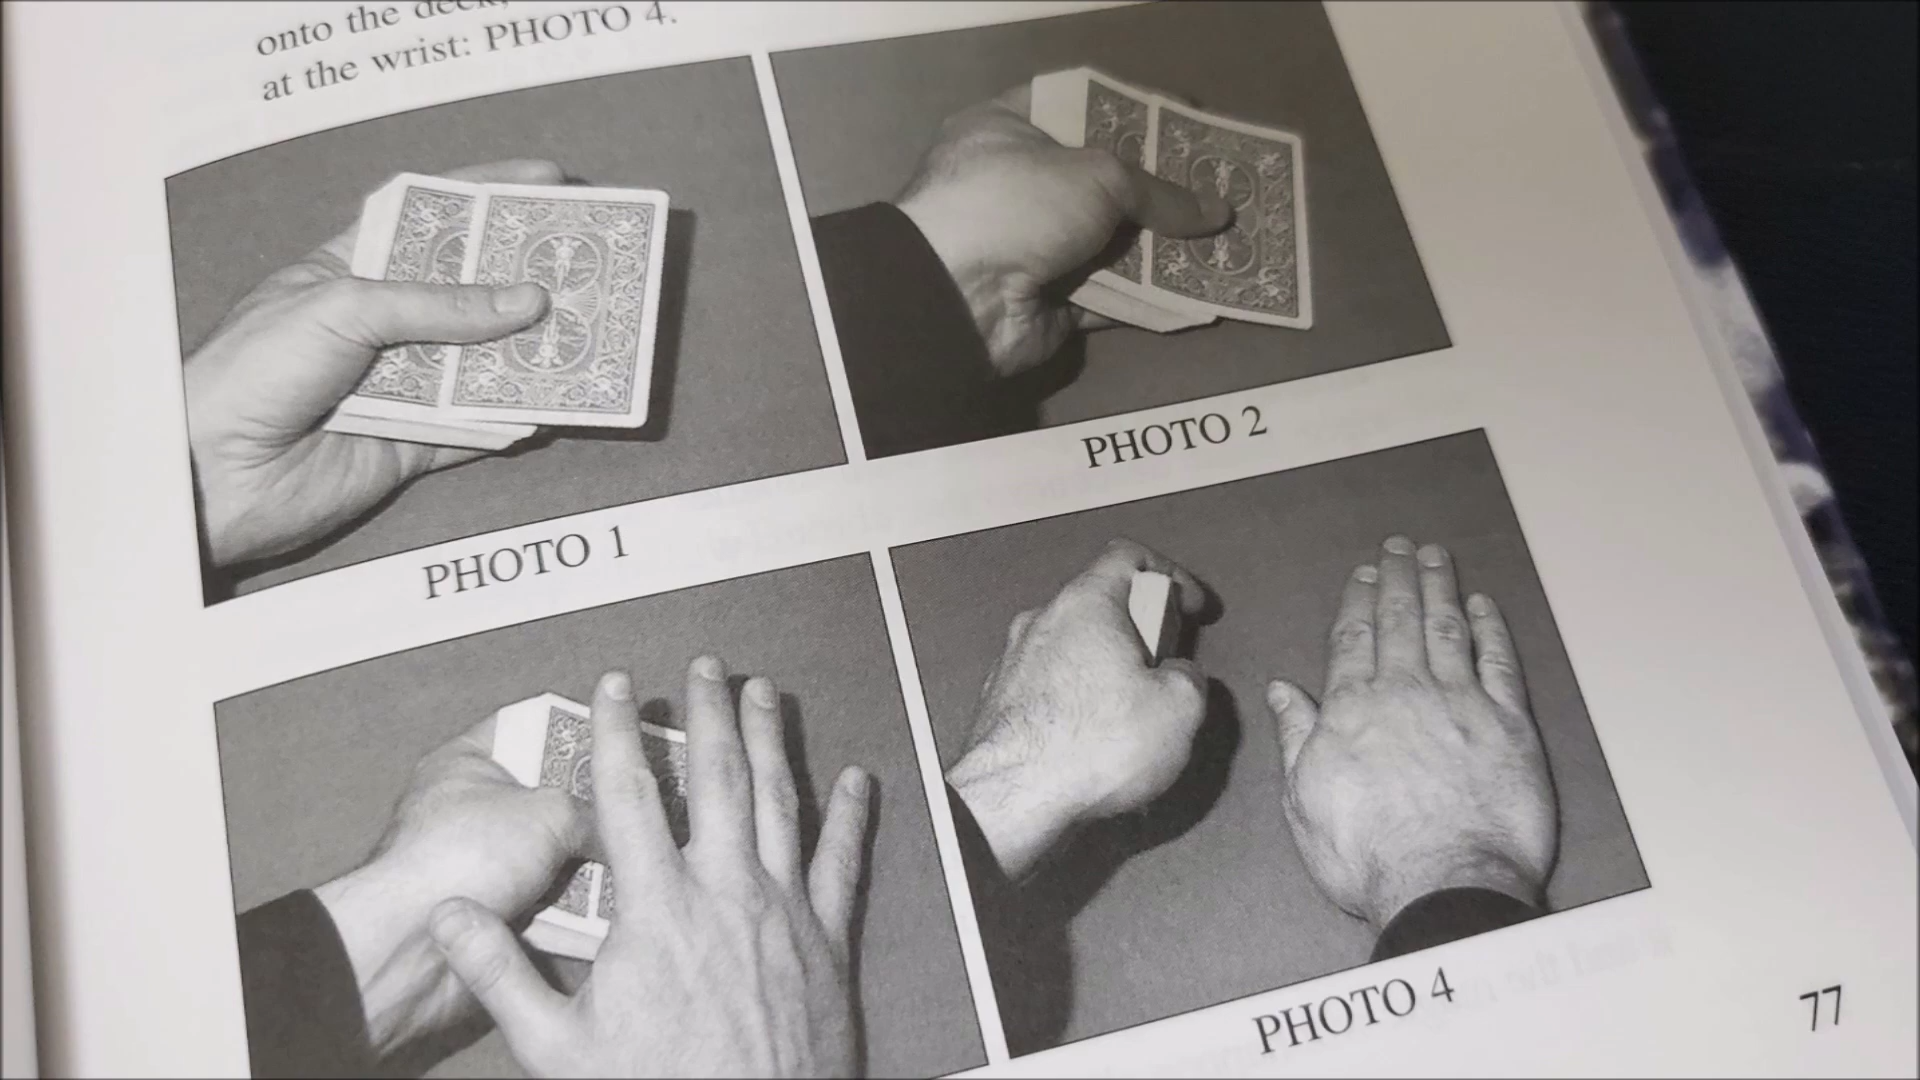 onto the deck,
at the wrist: PHOTO 4.
PHOTO 1
PHOTO 2
PHOTO 4
77